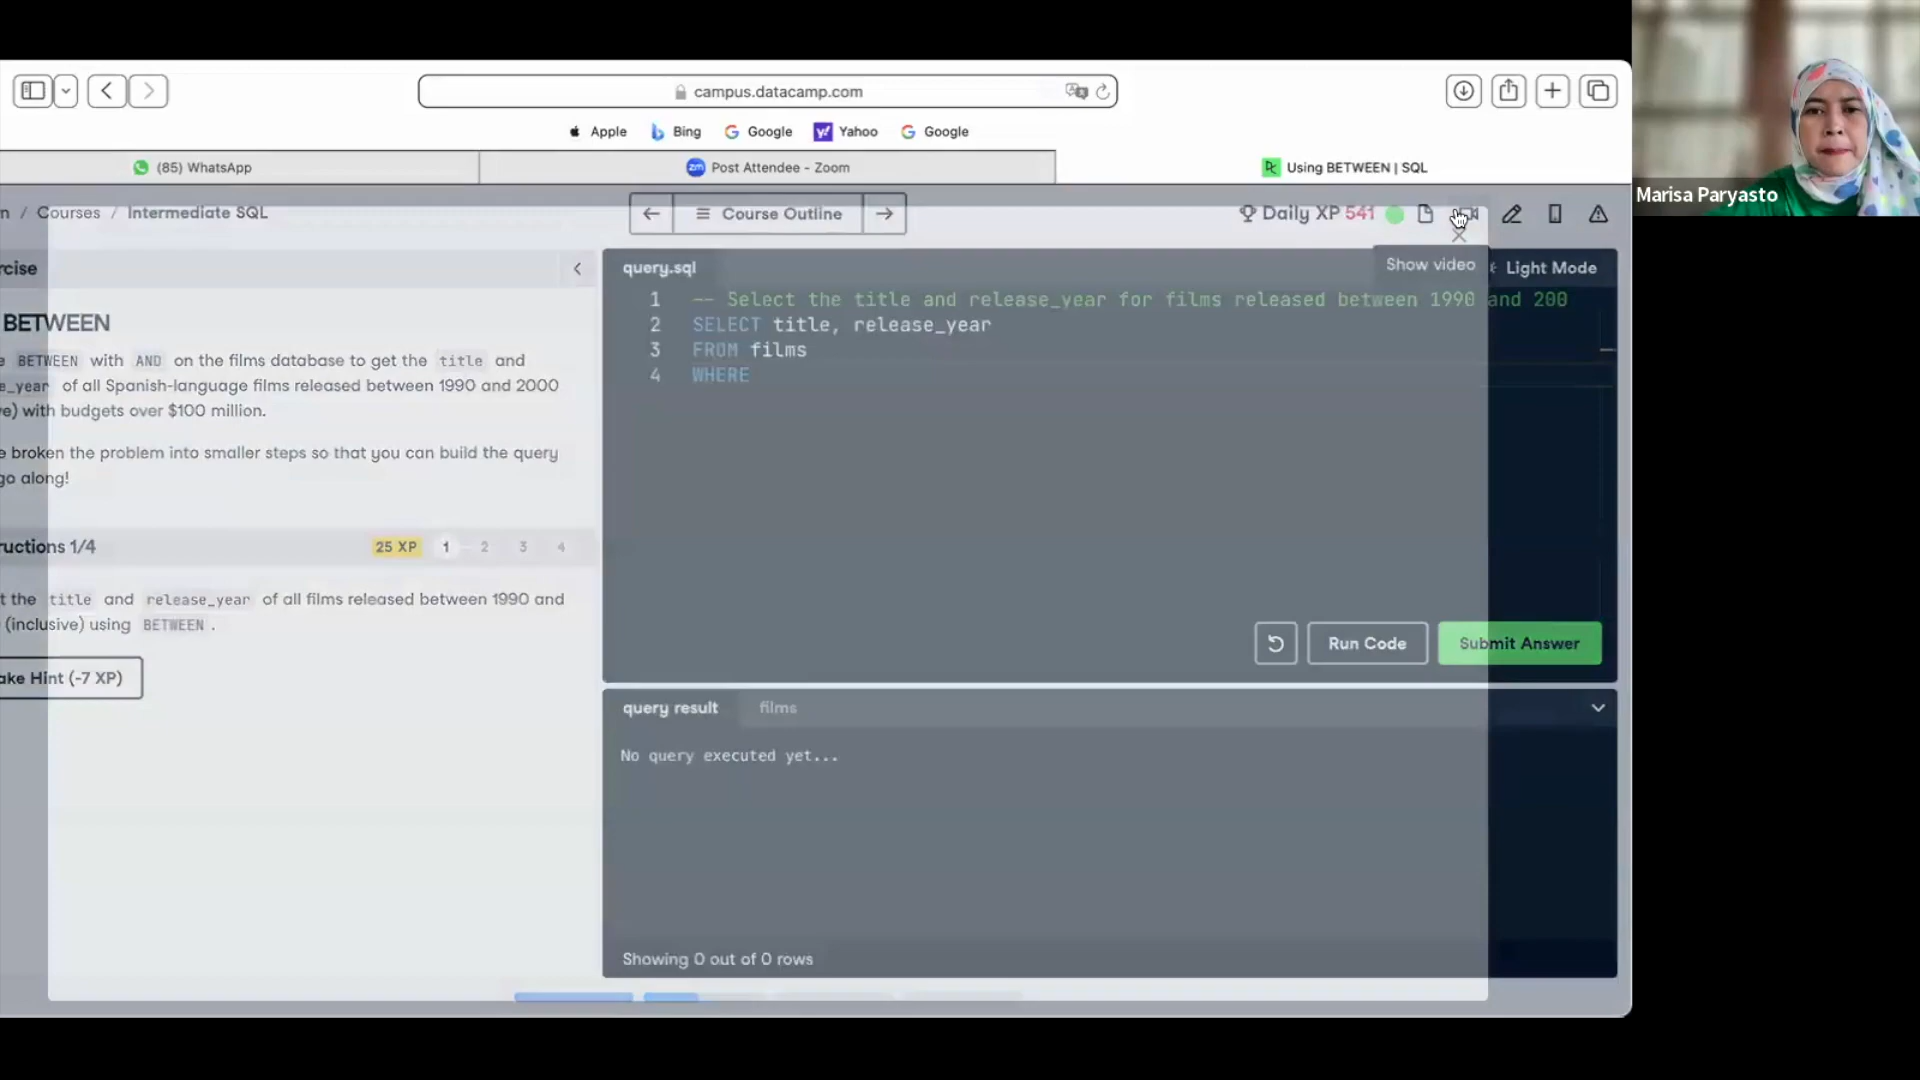 campus.datacamp.com
Apple
Bing
Google
Yahoo
Google
(85) WhatsApp
zm Post Attendee - Zoom
Using BETWEEN | SQL
Marisa Paryasto
n / Courses / Intermediate SQL
Course Outline
Daily XP 541
Show video
rcise
BETWEEN
e BETWEEN with AND on the films database to get the title and
e_year of all Spanish-language films released between 1990 and 2000
ve) with budgets over $100 million.
e broken the problem into smaller steps so that you can build the query
go along!
ructions 1/4
25 XP 1 2 3 4
t the title and release_year of all films released between 1990 and
(inclusive) using BETWEEN .
ake Hint (-7 XP)
query.sql
Light Mode
1 -- Select the title and release_year for films released between 1990 and 200
2 SELECT title, release_year
3 FROM films
4 WHERE
Run Code
Submit Answer
query result
films
No query executed yet...
Showing 0 out of 0 rows